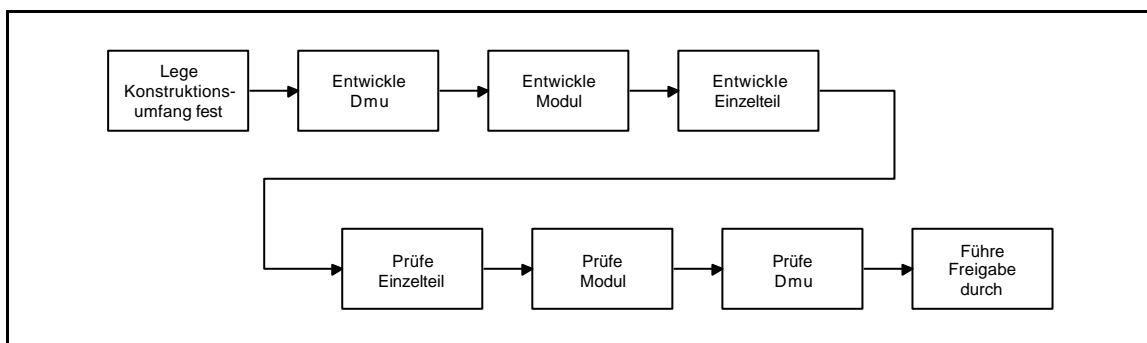 Lege
Konstruktions-
umfang fest
Entwickle
Dmu
Entwickle
Modul
Entwickle
Einzelteil
Prüfe
Einzelteil
Prüfe
Modul
Prüfe
Dmu
Führe
Freigabe
durch